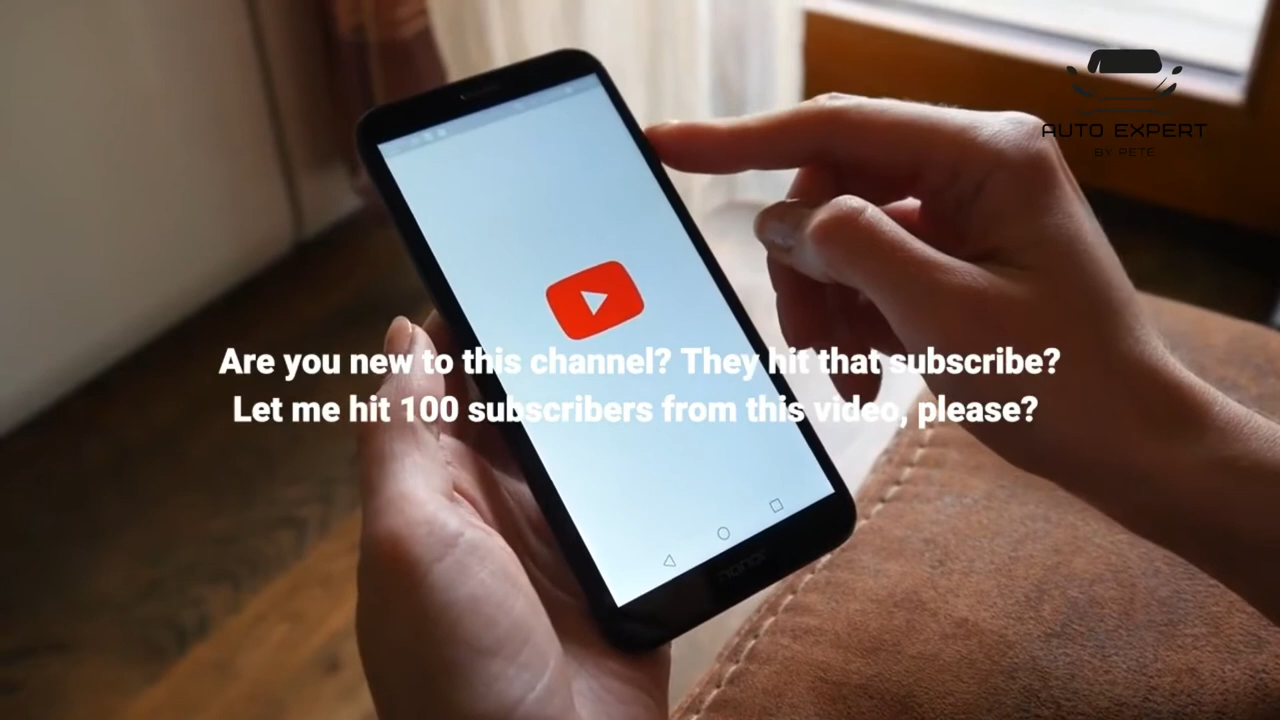 AUTO EXPERT
BY PETE
Are you new to this channel? They hit that subscribe?
Let me hit 100 subscribers from this video, please?
honor